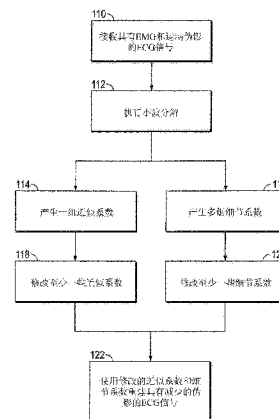 110
接收具有EMG和运动伪影
的ECG信号
112
执行小波分解
114
产生一组近似系数
11
产生多组细节系数
118
修改至少一些近似系数
12
修改至少一组细节系数
122
使用修改的近似系数和细节
系数重建具有减少的伪
影的ECG信号